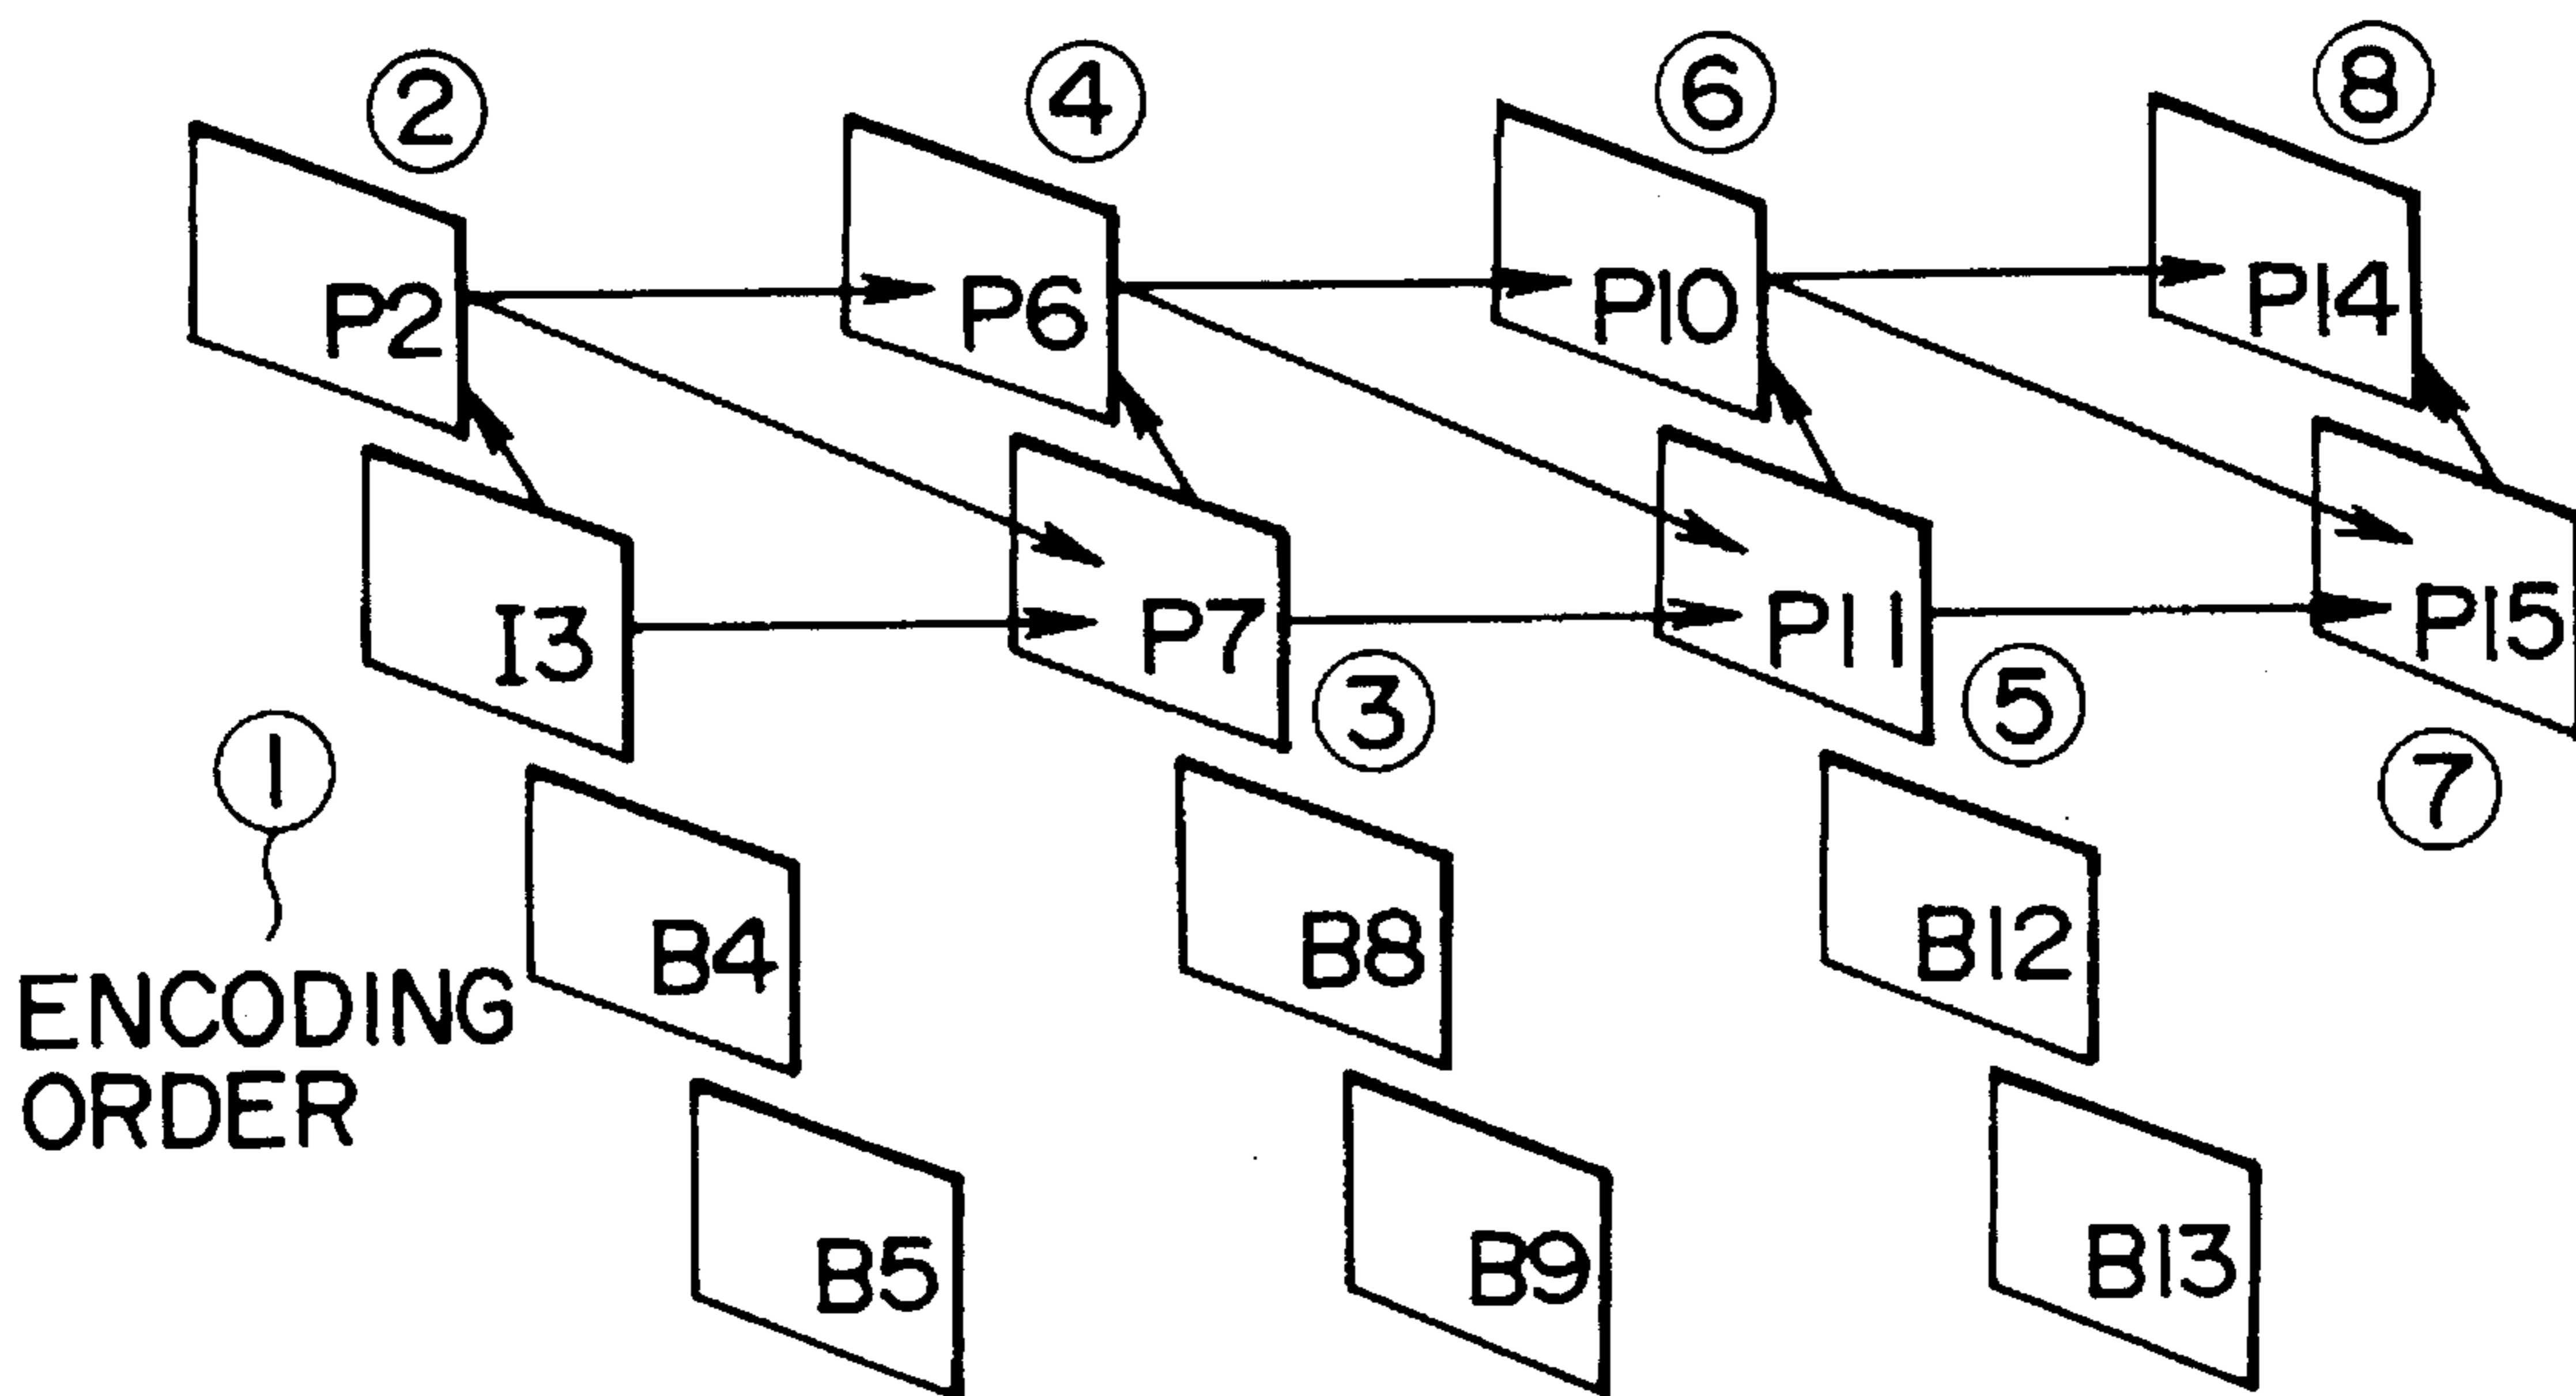 ② ④ ⑥ ⑧
P2 P6 P10 P14
I3 P7 P11 P15
① ③ ⑤ ⑦
B4 B8 B12
ENCODING
ORDER
B5 B9 B13